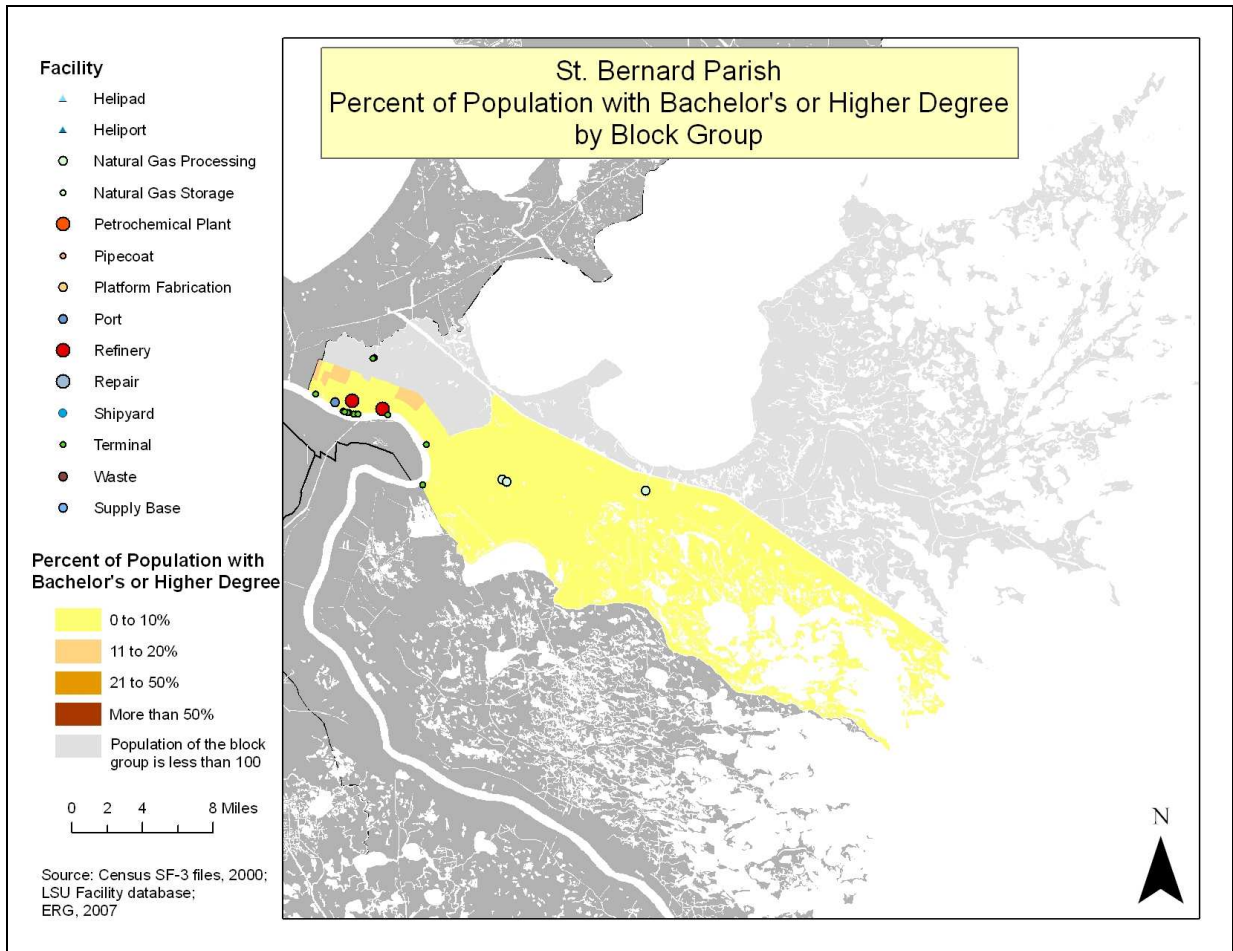 St. Bernard Parish
Percent of Population with Bachelor's or Higher Degree
by Block Group
Facility
Helipad
Heliport
Natural Gas Processing
Natural Gas Storage
Petrochemical Plant
Pipecoat
Platform Fabrication
Port
Refinery
Repair
Shipyard
Terminal
Waste
Supply Base
Percent of Population with
Bachelor's or Higher Degree
0 to 10%
11 to 20%
21 to 50%
More than 50%
Population of the block
group is less than 100
0 2 4 8 Miles
Source: Census SF-3 files, 2000;
LSU Facility database;
ERG, 2007
N